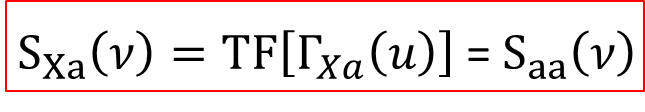 S_Xa(ν) = TF[Γ_Xa(u)] = S_aa(ν)